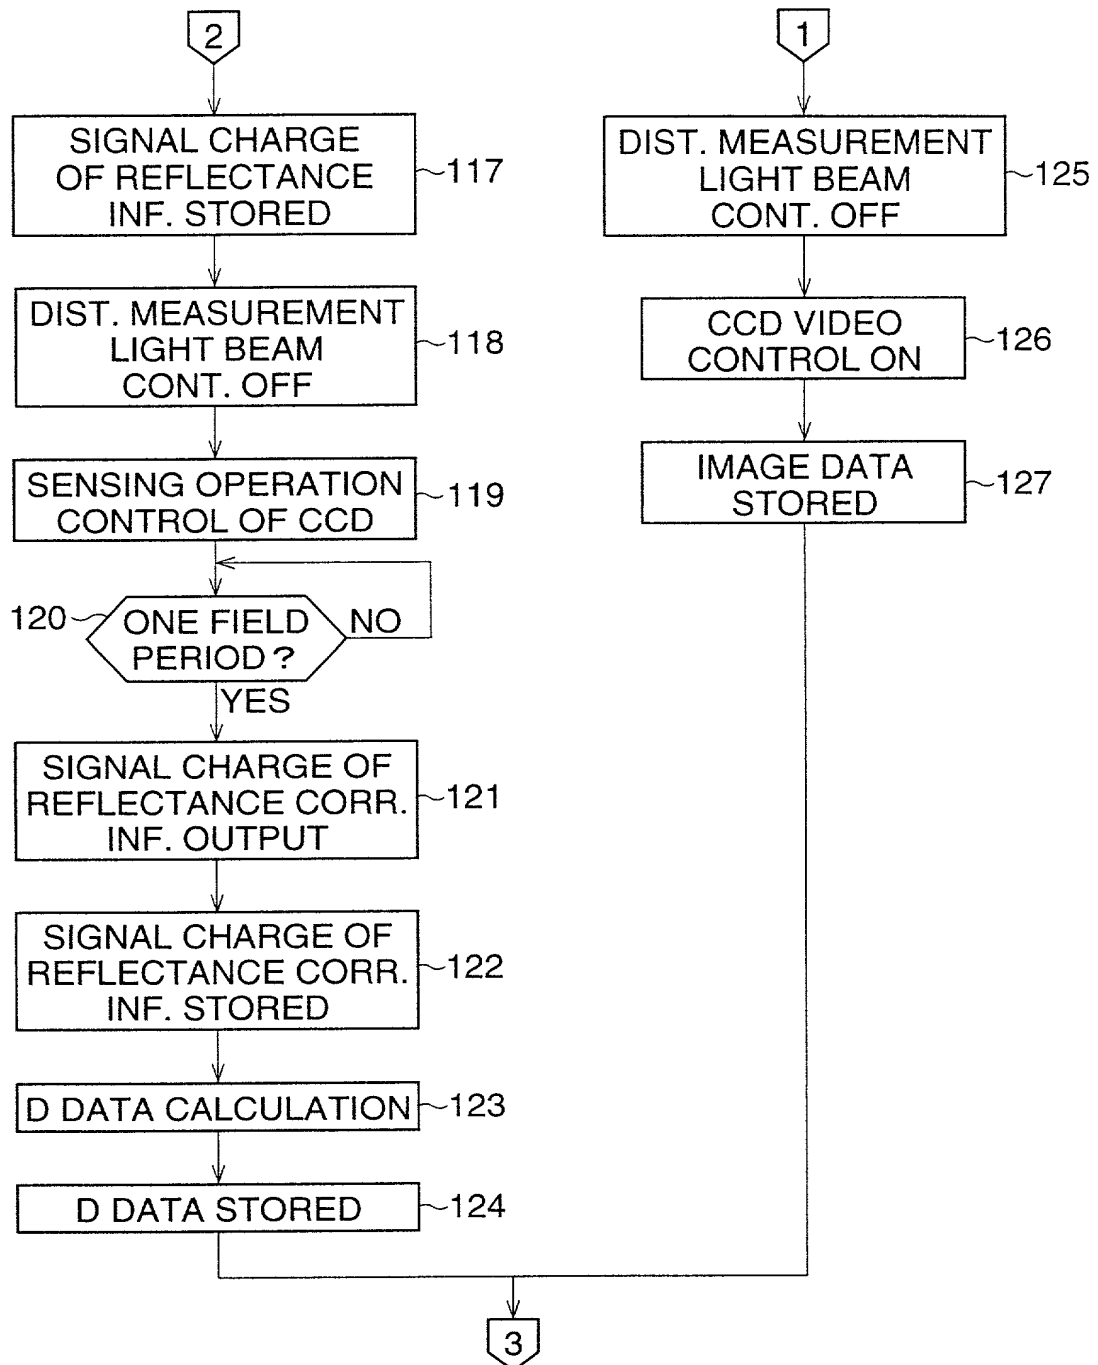 2
SIGNAL CHARGE
OF REFLECTANCE
INF. STORED
117
DIST. MEASUREMENT
LIGHT BEAM
CONT. OFF
118
SENSING OPERATION
CONTROL OF CCD
119
120
ONE FIELD
PERIOD?
NO
YES
SIGNAL CHARGE OF
REFLECTANCE CORR.
INF. OUTPUT
121
SIGNAL CHARGE OF
REFLECTANCE CORR.
INF. STORED
122
D DATA CALCULATION
123
D DATA STORED
124
1
DIST. MEASUREMENT
LIGHT BEAM
CONT. OFF
125
CCD VIDEO
CONTROL ON
126
IMAGE DATA
STORED
127
3